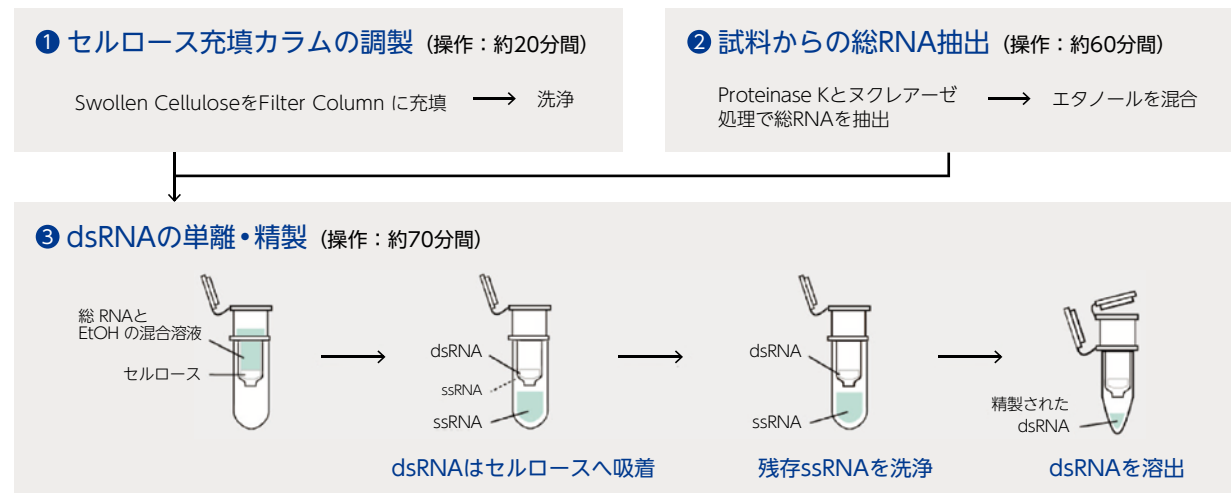 ❶ セルロース充填カラムの調製 (操作：約20分間)
Swollen CelluloseをFilter Column に充填 → 洗浄
❷ 試料からの総RNA抽出 (操作：約60分間)
Proteinase Kとヌクレアーゼ
処理で総RNAを抽出 → エタノールを混合
❸ dsRNAの単離・精製 (操作：約70分間)
総 RNAと
EtOH の混合溶液
セルロース
dsRNA
ssRNA
ssRNA
dsRNAはセルロースへ吸着
dsRNA
ssRNA
残存ssRNAを洗浄
精製された
dsRNA
dsRNAを溶出